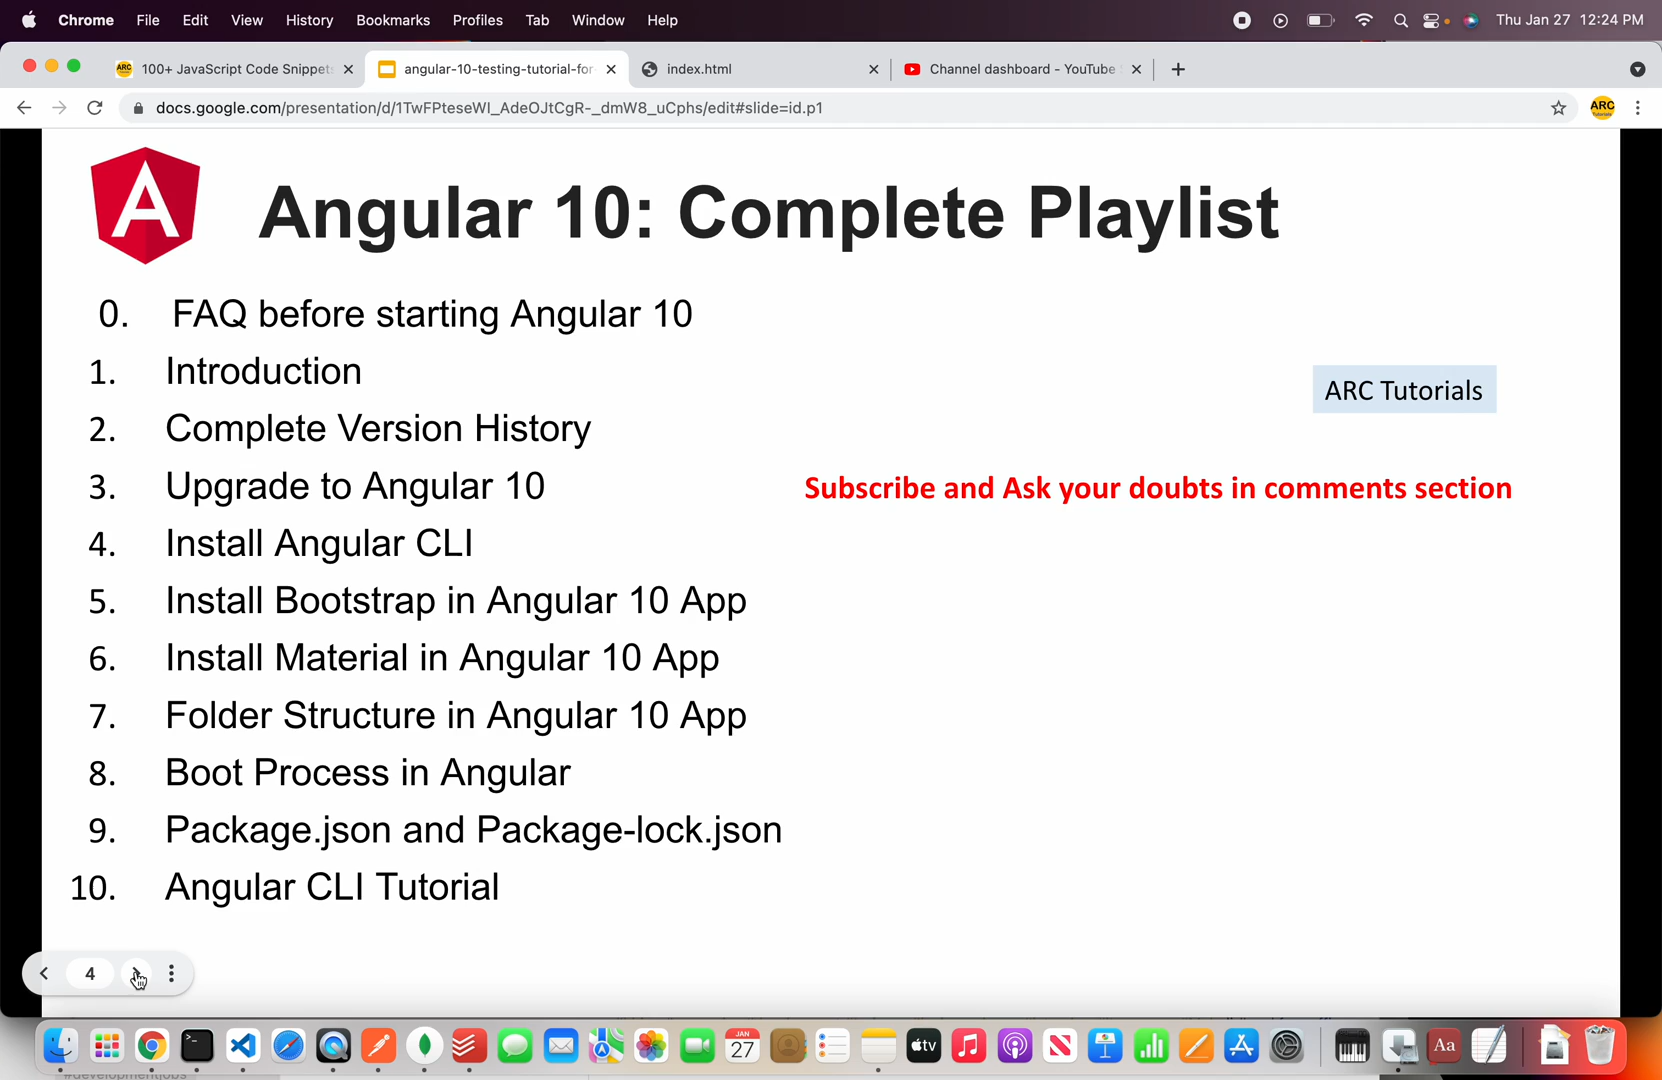 Chrome File Edit View History Bookmarks Profiles Tab Window Help Thu Jan 27 12:24 PM
100+ JavaScript Code Snippet angular-10-testing-tutorial-for- index.html Channel dashboard - YouTube
docs.google.com/presentation/d/1TwFPteseWI_AdeOJtCgR-_dmW8_uCphs/edit#slide=id.p1 ARC
Angular 10: Complete Playlist
0. FAQ before starting Angular 10
1. Introduction
ARC Tutorials
2. Complete Version History
3. Upgrade to Angular 10
Subscribe and Ask your doubts in comments section
4. Install Angular CLI
5. Install Bootstrap in Angular 10 App
6. Install Material in Angular 10 App
7. Folder Structure in Angular 10 App
8. Boot Process in Angular
9. Package.json and Package-lock.json
10. Angular CLI Tutorial
4
JAN
27
tv
Aa